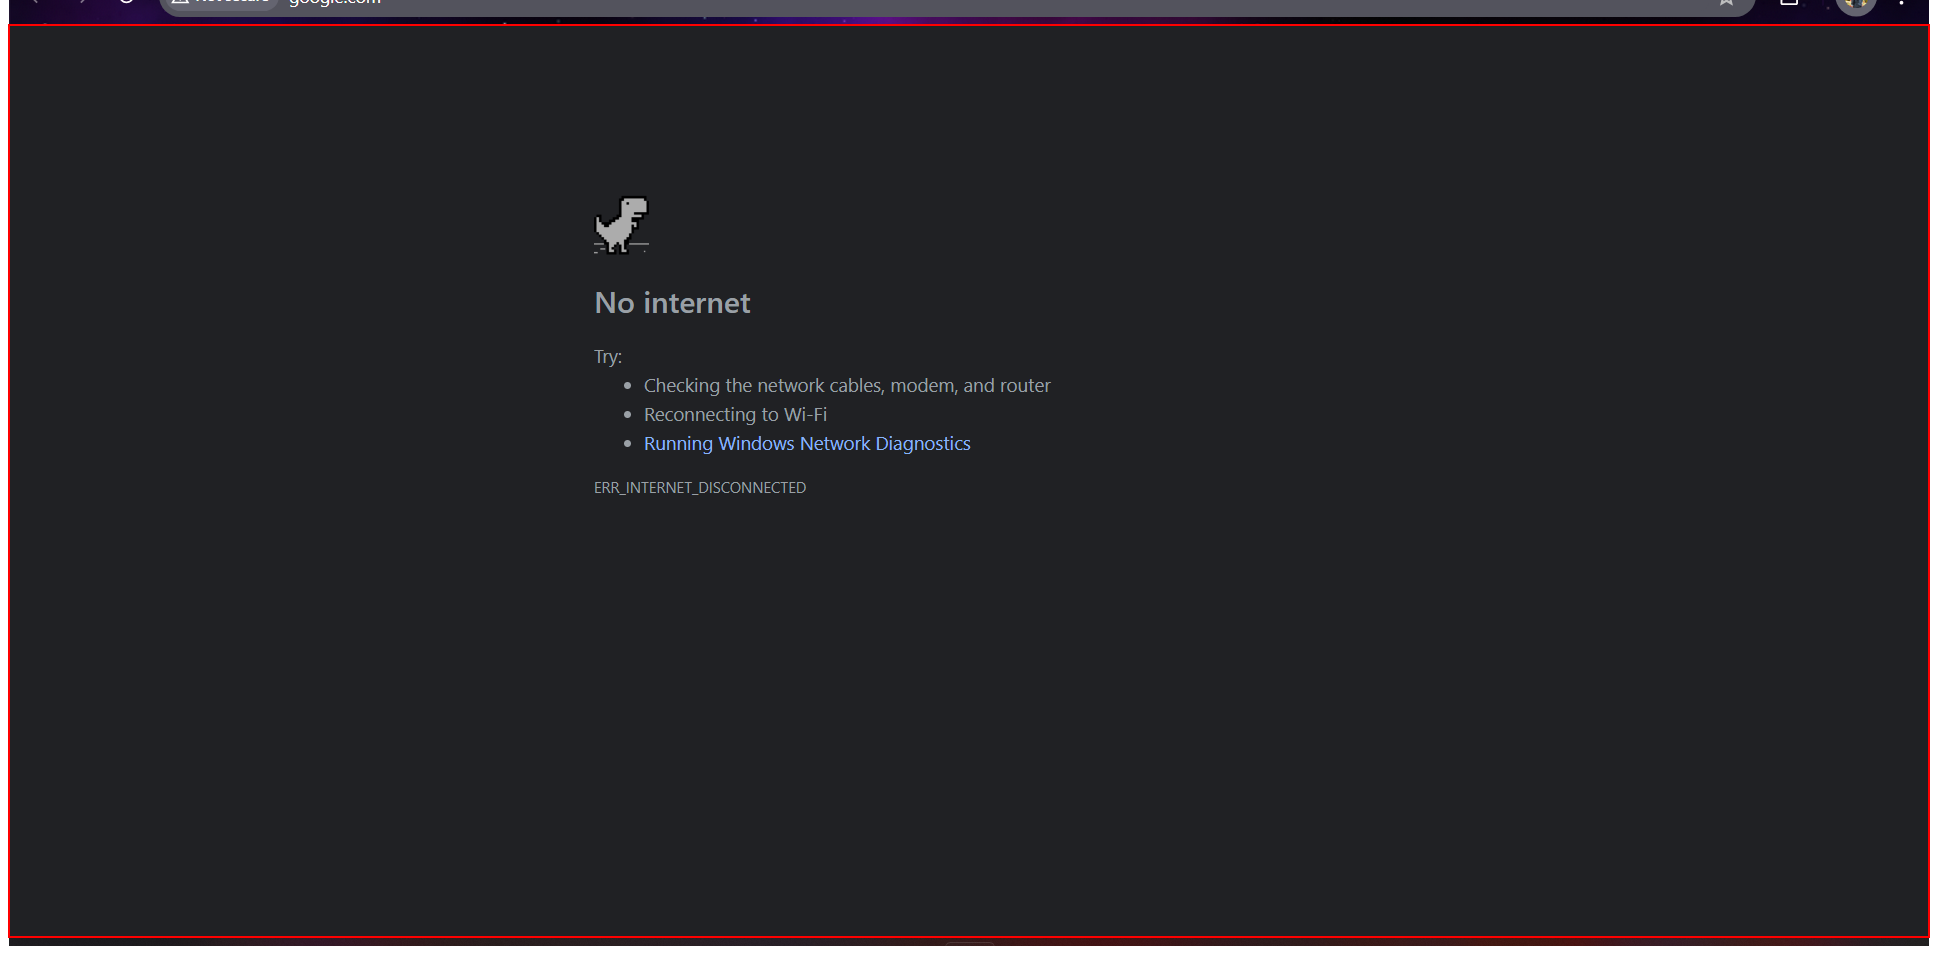 google.com
No internet
Try:
Checking the network cables, modem, and router
Reconnecting to Wi-Fi
Running Windows Network Diagnostics
ERR_INTERNET_DISCONNECTED